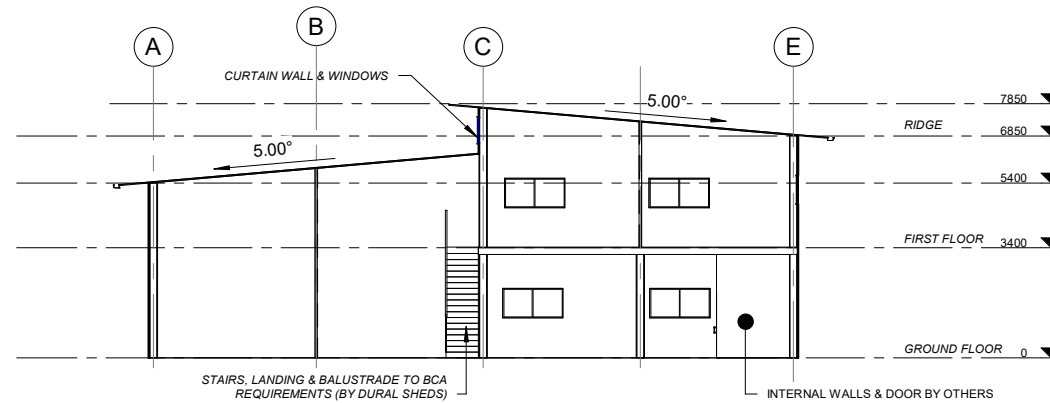 A
B
C
E
CURTAIN WALL & WINDOWS
5.00°
7850
RIDGE
6850
5.00°
5400
FIRST FLOOR 3400
GROUND FLOOR 0
STAIRS, LANDING & BALUSTRADE TO BCA
REQUIREMENTS (BY DURAL SHEDS)
INTERNAL WALLS & DOOR BY OTHERS